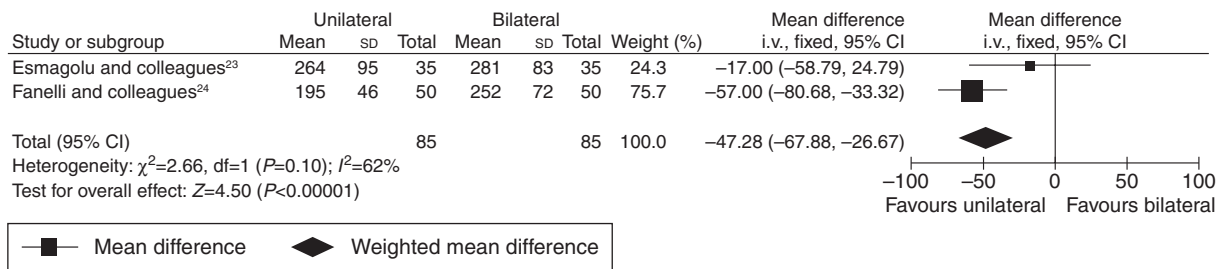 Unilateral Bilateral Mean difference Mean difference
Study or subgroup Mean SD Total Mean SD Total Weight (%) i.v., fixed, 95% CI i.v., fixed, 95% CI
Esmagolu and colleagues²³ 264 95 35 281 83 35 24.3 −17.00 (−58.79, 24.79)
Fanelli and colleagues²⁴ 195 46 50 252 72 50 75.7 −57.00 (−80.68, −33.32)
Total (95% CI) 85 85 100.0 −47.28 (−67.88, −26.67)
Heterogeneity: χ²=2.66, df=1 (P=0.10); I²=62%
Test for overall effect: Z=4.50 (P<0.00001)
−100 −50 0 50 100
Favours unilateral Favours bilateral
Mean difference Weighted mean difference